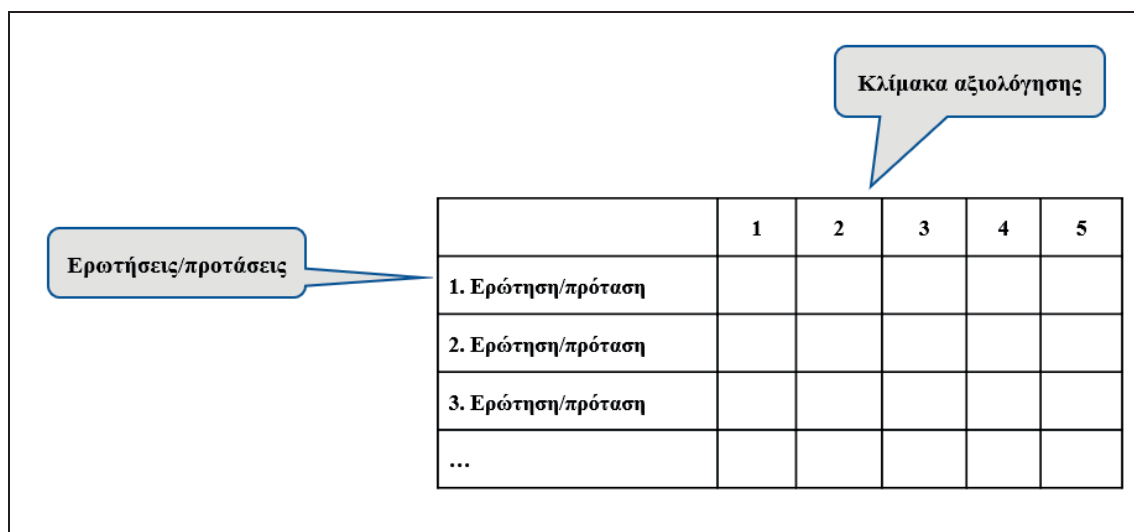 Κλίμακα αξιολόγησης
1 2 3 4 5
Ερωτήσεις/προτάσεις
1. Ερώτηση/πρόταση
2. Ερώτηση/πρόταση
3. Ερώτηση/πρόταση
…